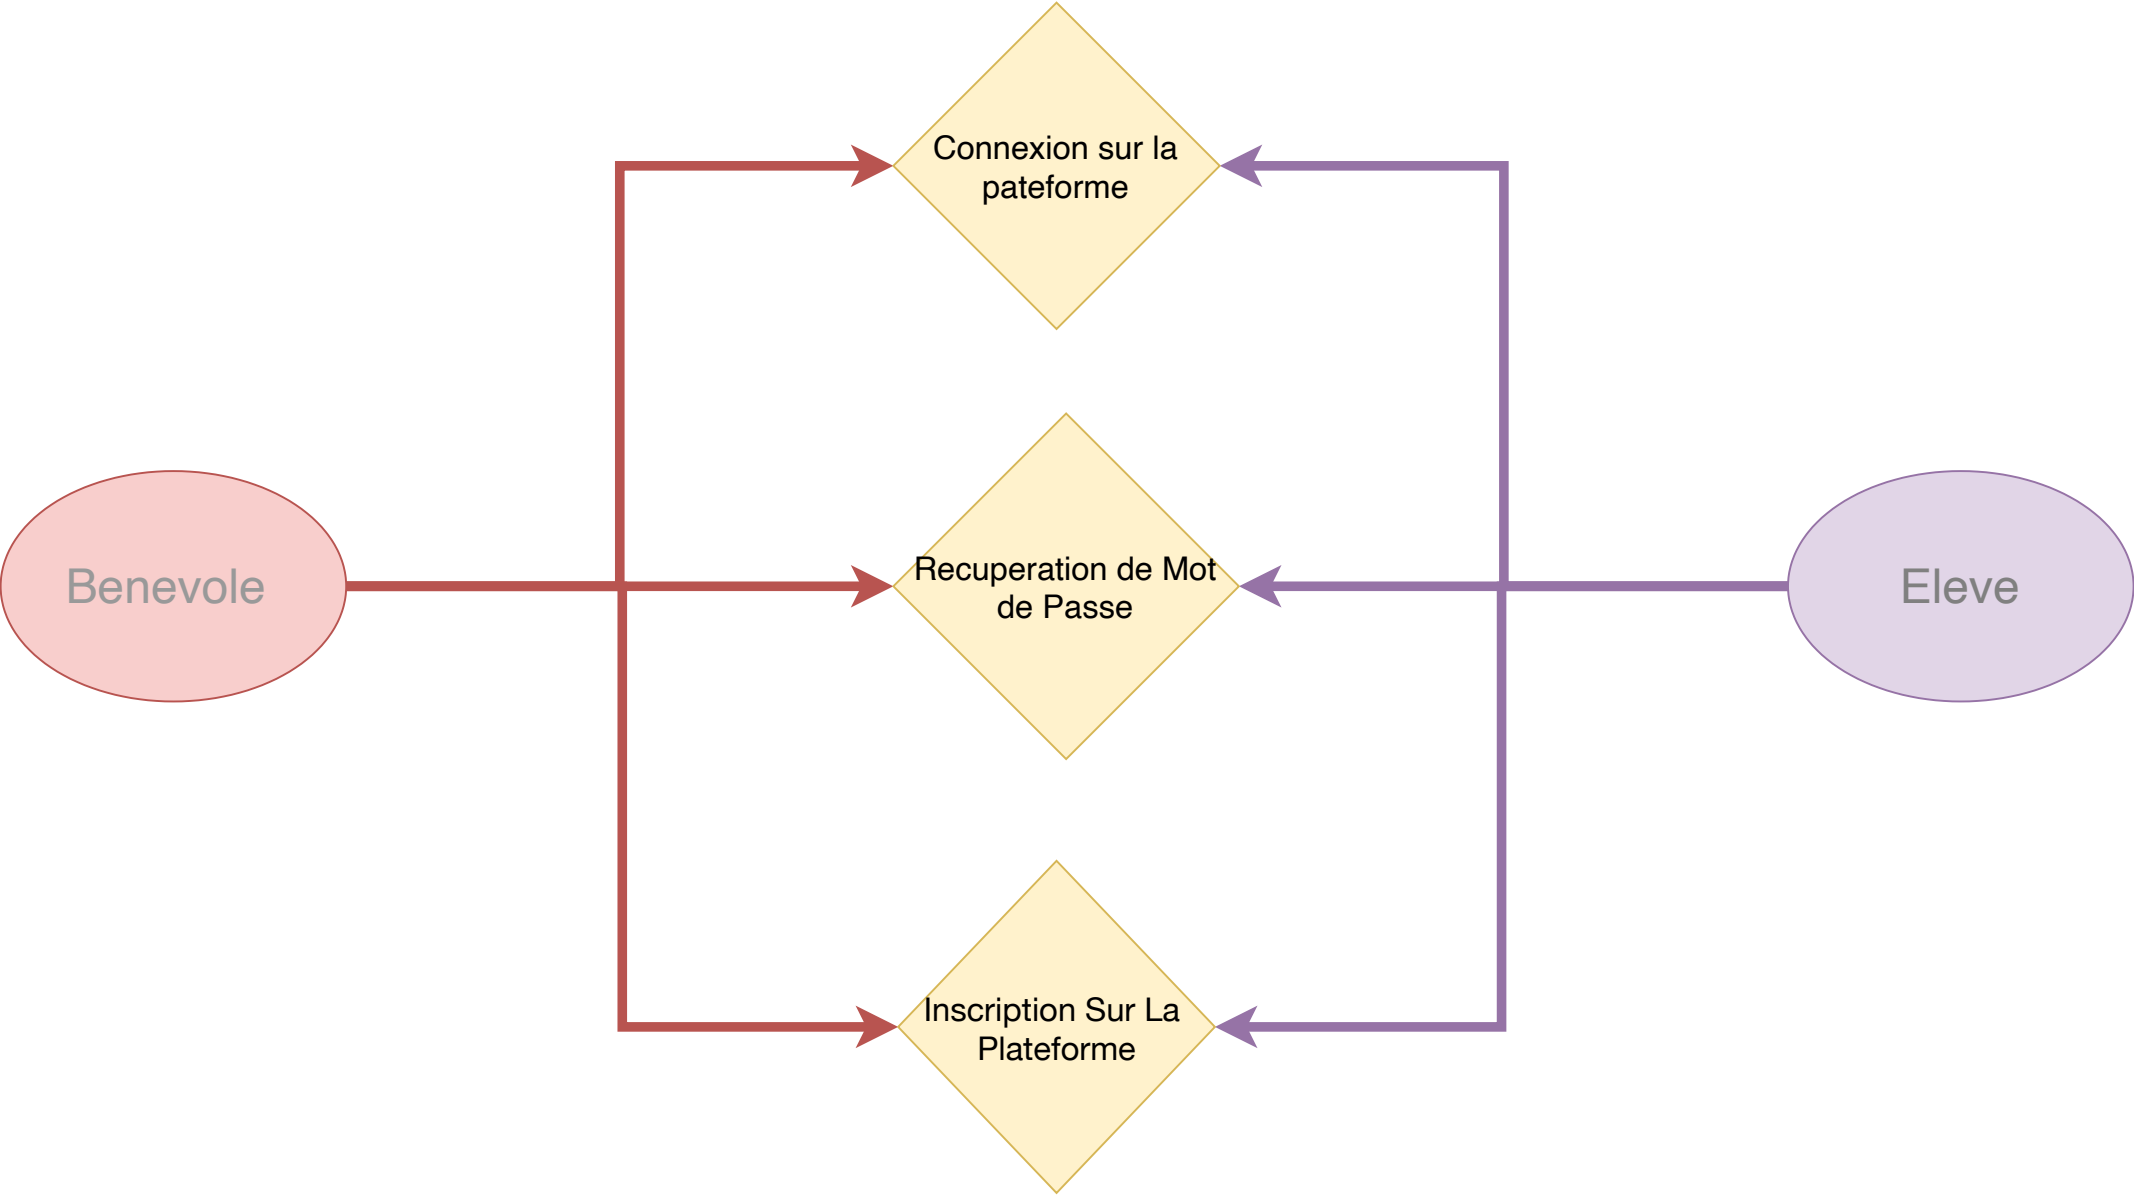 Connexion sur la
pateforme
Benevole
Recuperation de Mot
de Passe
Eleve
Inscription Sur La
Plateforme